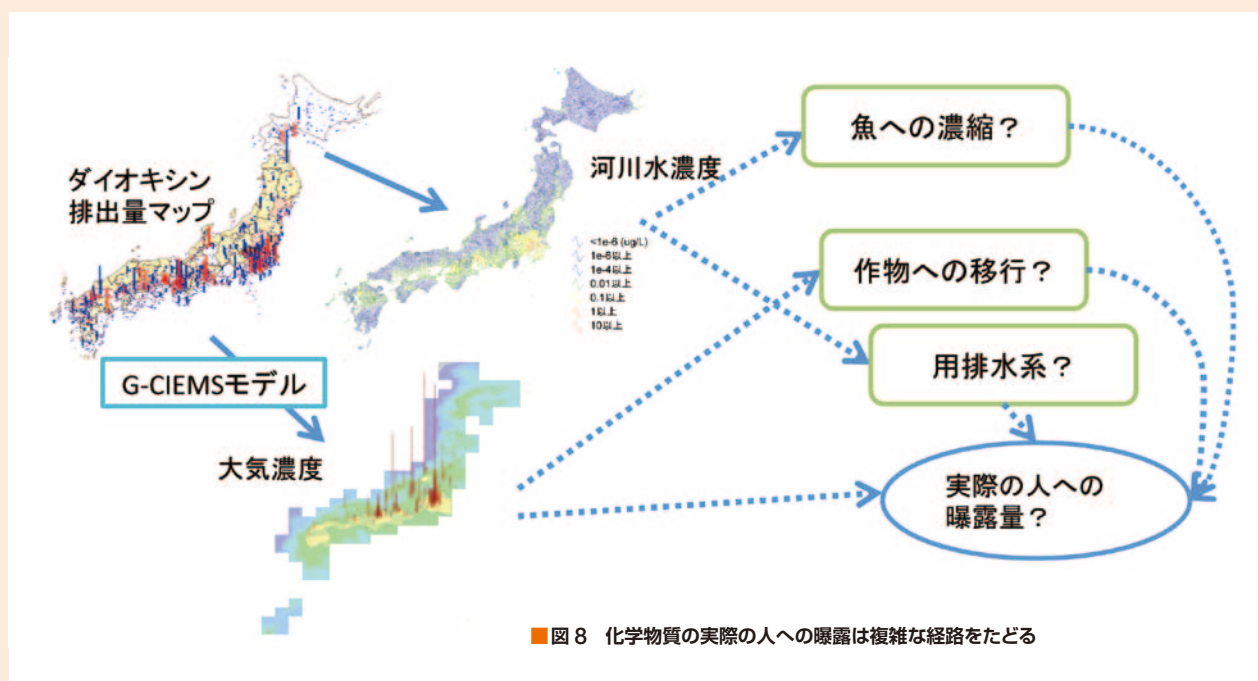 ダイオキシン
排出量マップ
河川水濃度
<1e-6 (ug/L)
1e-6以上
1e-4以上
0.01以上
0.1以上
1以上
10以上
G-CIEMSモデル
大気濃度
魚への濃縮？
作物への移行？
用排水系？
実際の人への
曝露量？
■図8 化学物質の実際の人への曝露は複雑な経路をたどる